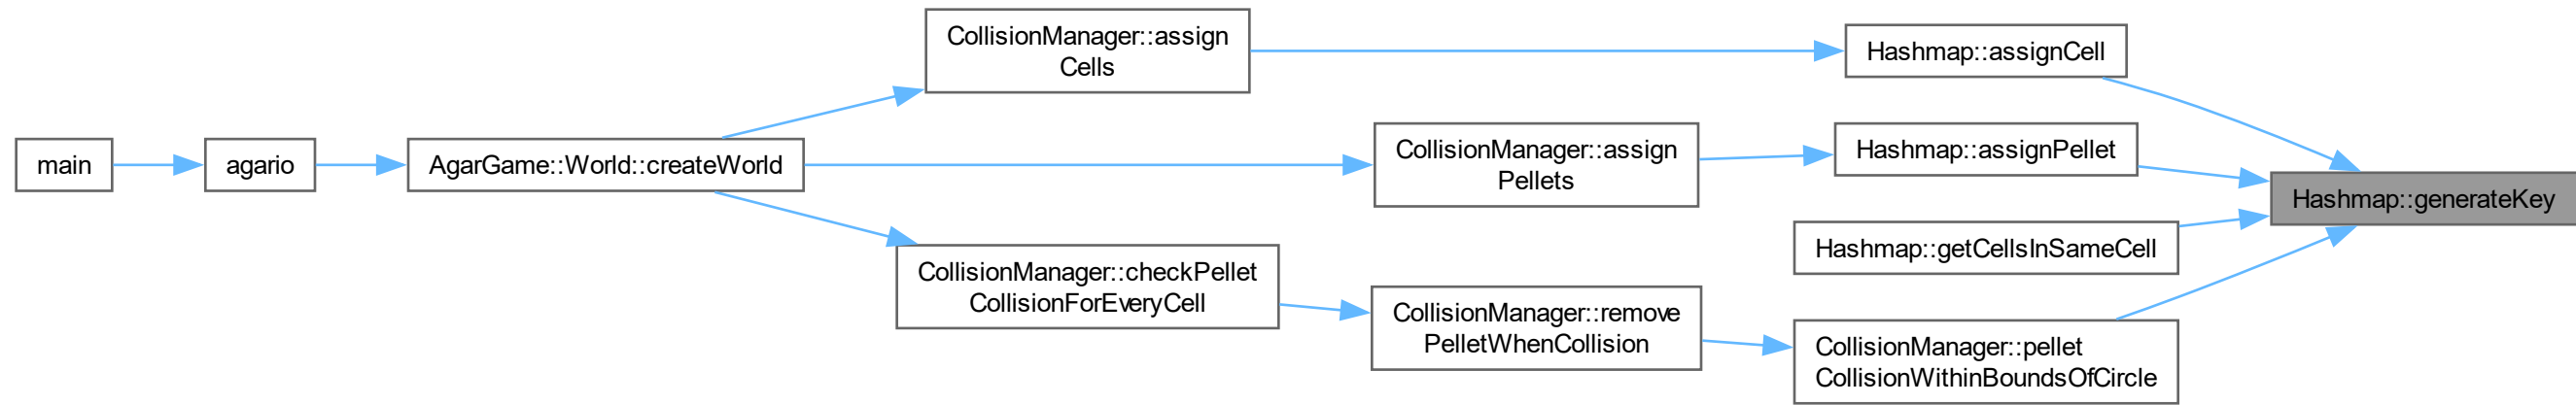 main
agario
AgarGame::World::createWorld
CollisionManager::assign
Cells
CollisionManager::checkPellet
CollisionForEveryCell
CollisionManager::assign
Pellets
CollisionManager::remove
PelletWhenCollision
Hashmap::assignCell
Hashmap::assignPellet
Hashmap::getCellsInSameCell
CollisionManager::pellet
CollisionWithinBoundsOfCircle
Hashmap::generateKey